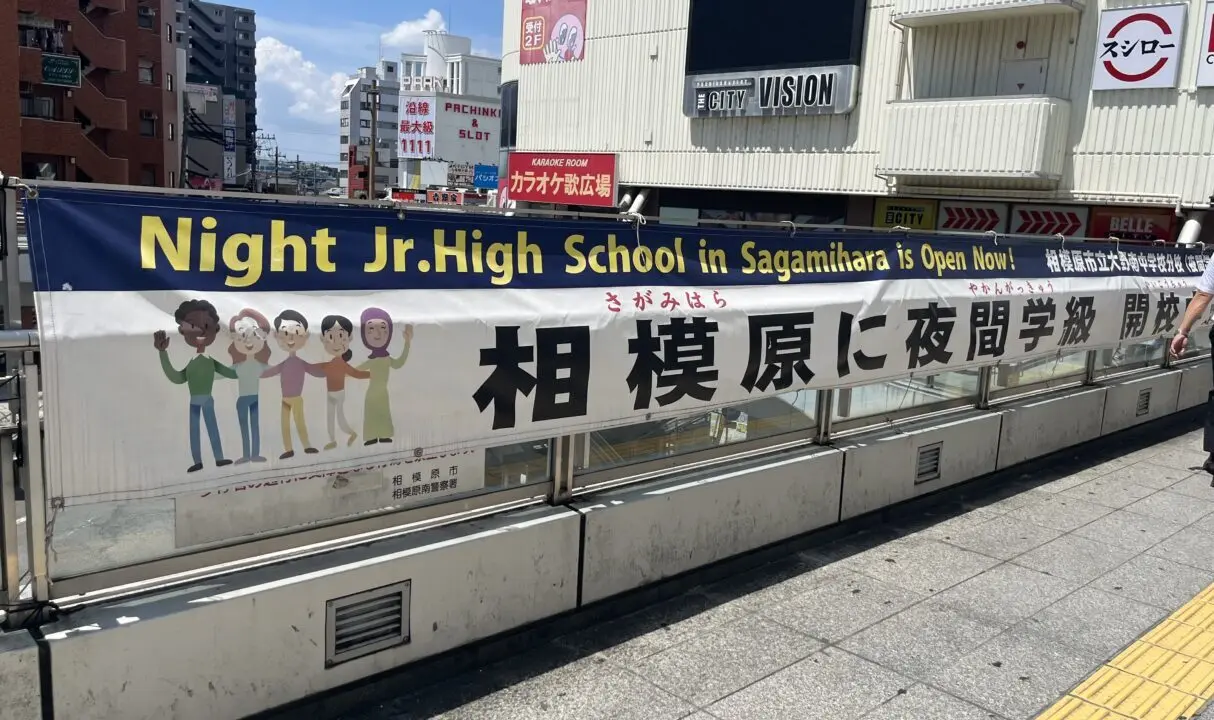 受付
2F
スシロー
THE CITY VISION
PARK
沿線
最大級
1111
PACHINKO
&
SLOT
KARAOKE ROOM
カラオケ歌広場
CITY
BELLE
Night Jr.High School in Sagamihara is Open Now!
相模原市立大野南中学校分校
さがみはら
やかんがっきゅう
相模原に夜間学級 開校
相模原市
相模原南警察署